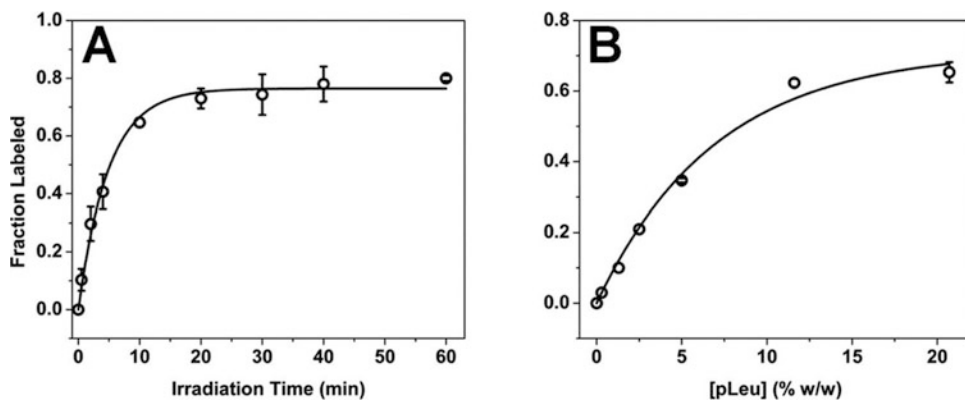 A
1.0
0.8
0.6
0.4
0.2
0.0
Fraction Labeled
0 10 20 30 40 50 60
Irradiation Time (min)
B
0.8
0.6
0.4
0.2
0.0
0 5 10 15 20
[pLeu] (% w/w)